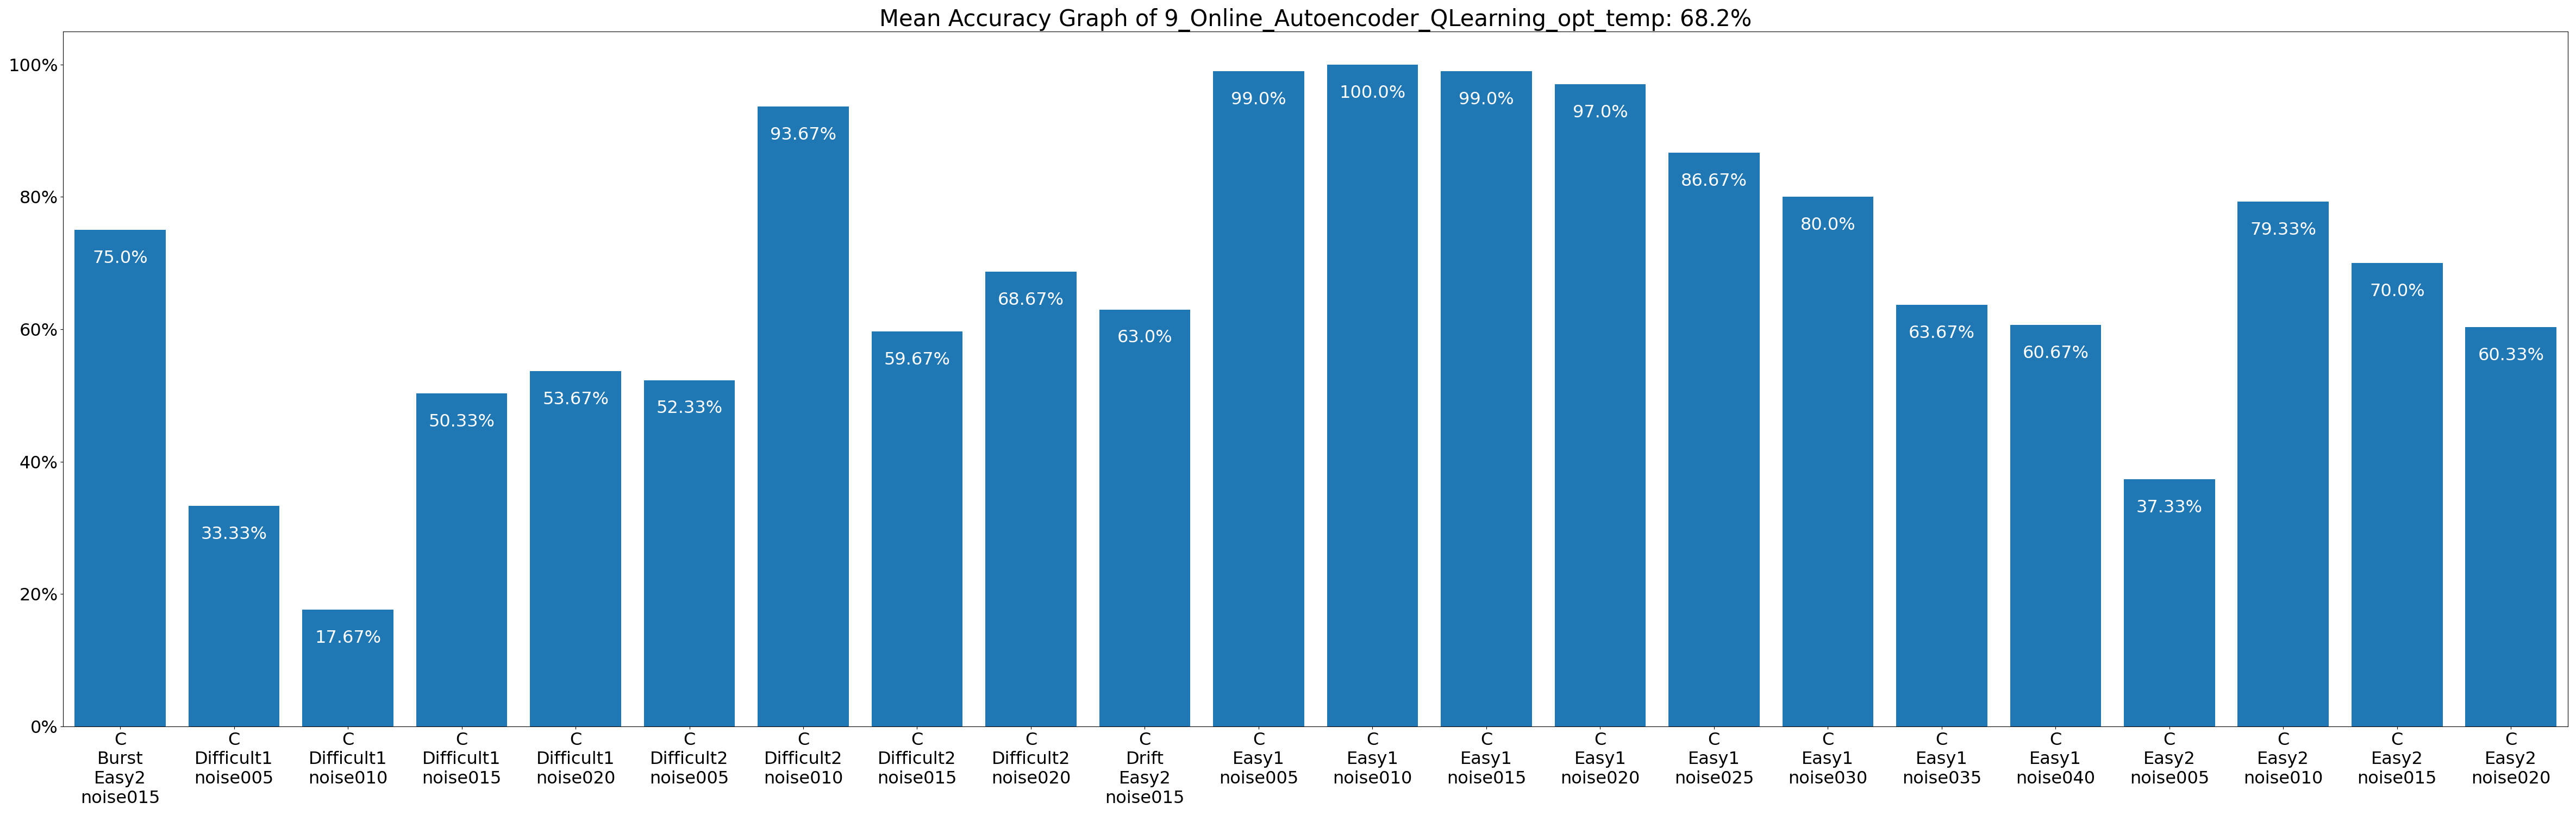 Mean Accuracy Graph of 9_Online_Autoencoder_QLearning_opt_temp: 68.2%
100%
80%
60%
40%
20%
0%
75.0%
33.33%
17.67%
50.33%
53.67%
52.33%
93.67%
59.67%
68.67%
63.0%
99.0%
100.0%
99.0%
97.0%
86.67%
80.0%
63.67%
60.67%
37.33%
79.33%
70.0%
60.33%
C
Burst
Easy2
noise015
C
Difficult1
noise005
C
Difficult1
noise010
C
Difficult1
noise015
C
Difficult1
noise020
C
Difficult2
noise005
C
Difficult2
noise010
C
Difficult2
noise015
C
Difficult2
noise020
C
Drift
Easy2
noise015
C
Easy1
noise005
C
Easy1
noise010
C
Easy1
noise015
C
Easy1
noise020
C
Easy1
noise025
C
Easy1
noise030
C
Easy1
noise035
C
Easy1
noise040
C
Easy2
noise005
C
Easy2
noise010
C
Easy2
noise015
C
Easy2
noise020